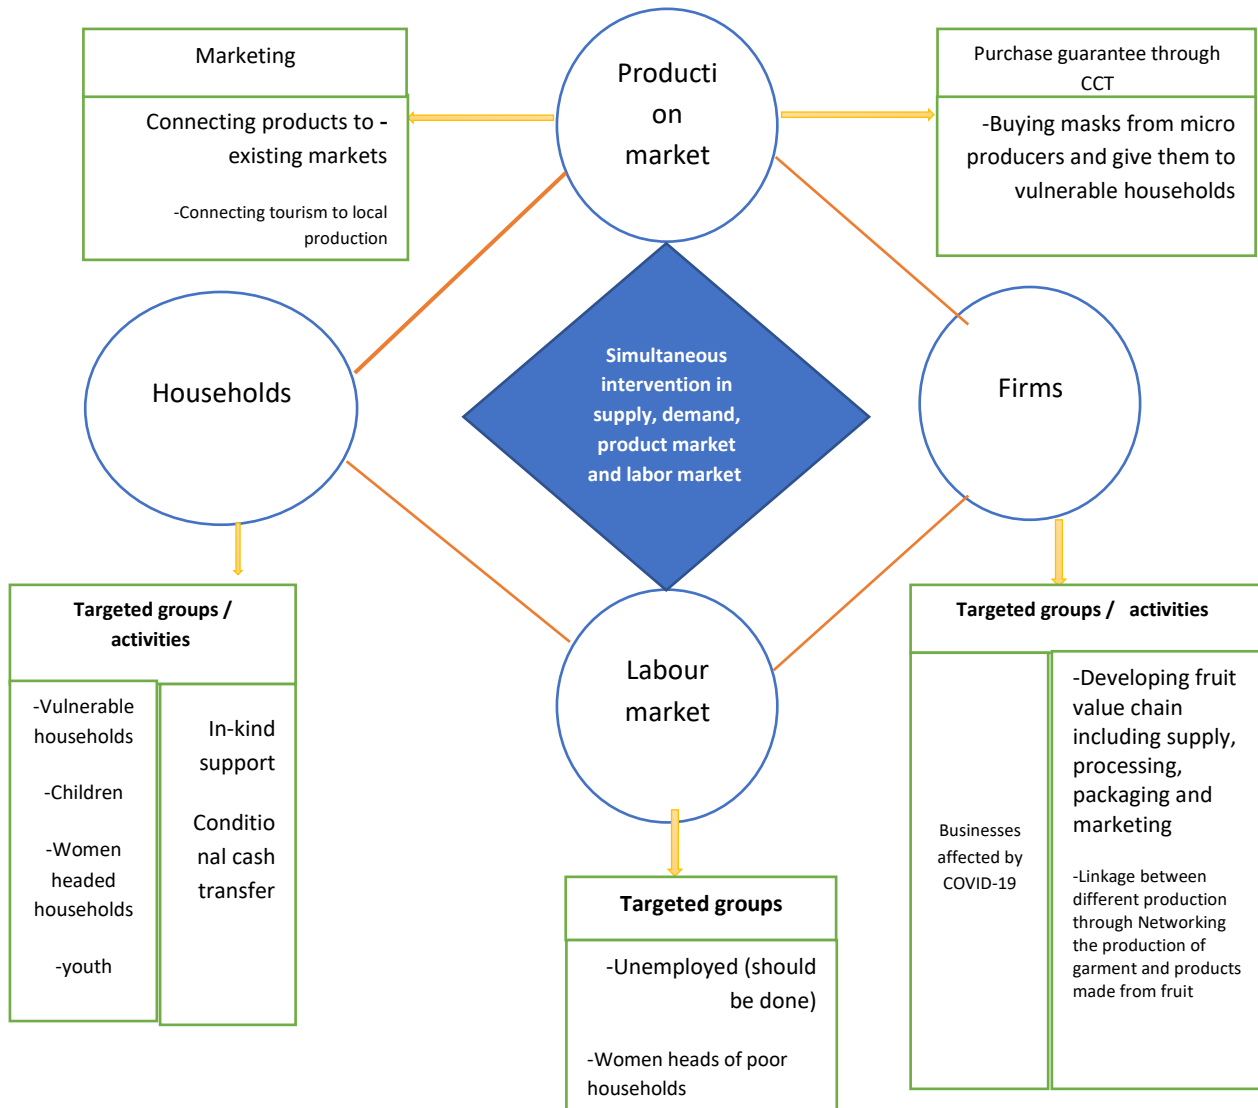 Marketing
Connecting products to -
existing markets
-Connecting tourism to local
production
Producti
on
market
Purchase guarantee through
CCT
-Buying masks from micro
producers and give them to
vulnerable households
Households
Simultaneous
intervention in
supply, demand,
product market
and labor market
Firms
Targeted groups /
activities
-Vulnerable
households
-Children
-Women
headed
households
-youth
In-kind
support
Conditio
nal cash
transfer
Labour
market
Targeted groups
-Unemployed (should
be done)
-Women heads of poor
households
Targeted groups /   activities
Businesses
affected by
COVID-19
-Developing fruit
value chain
including supply,
processing,
packaging and
marketing
-Linkage between
different production
through Networking
the production of
garment and products
made from fruit